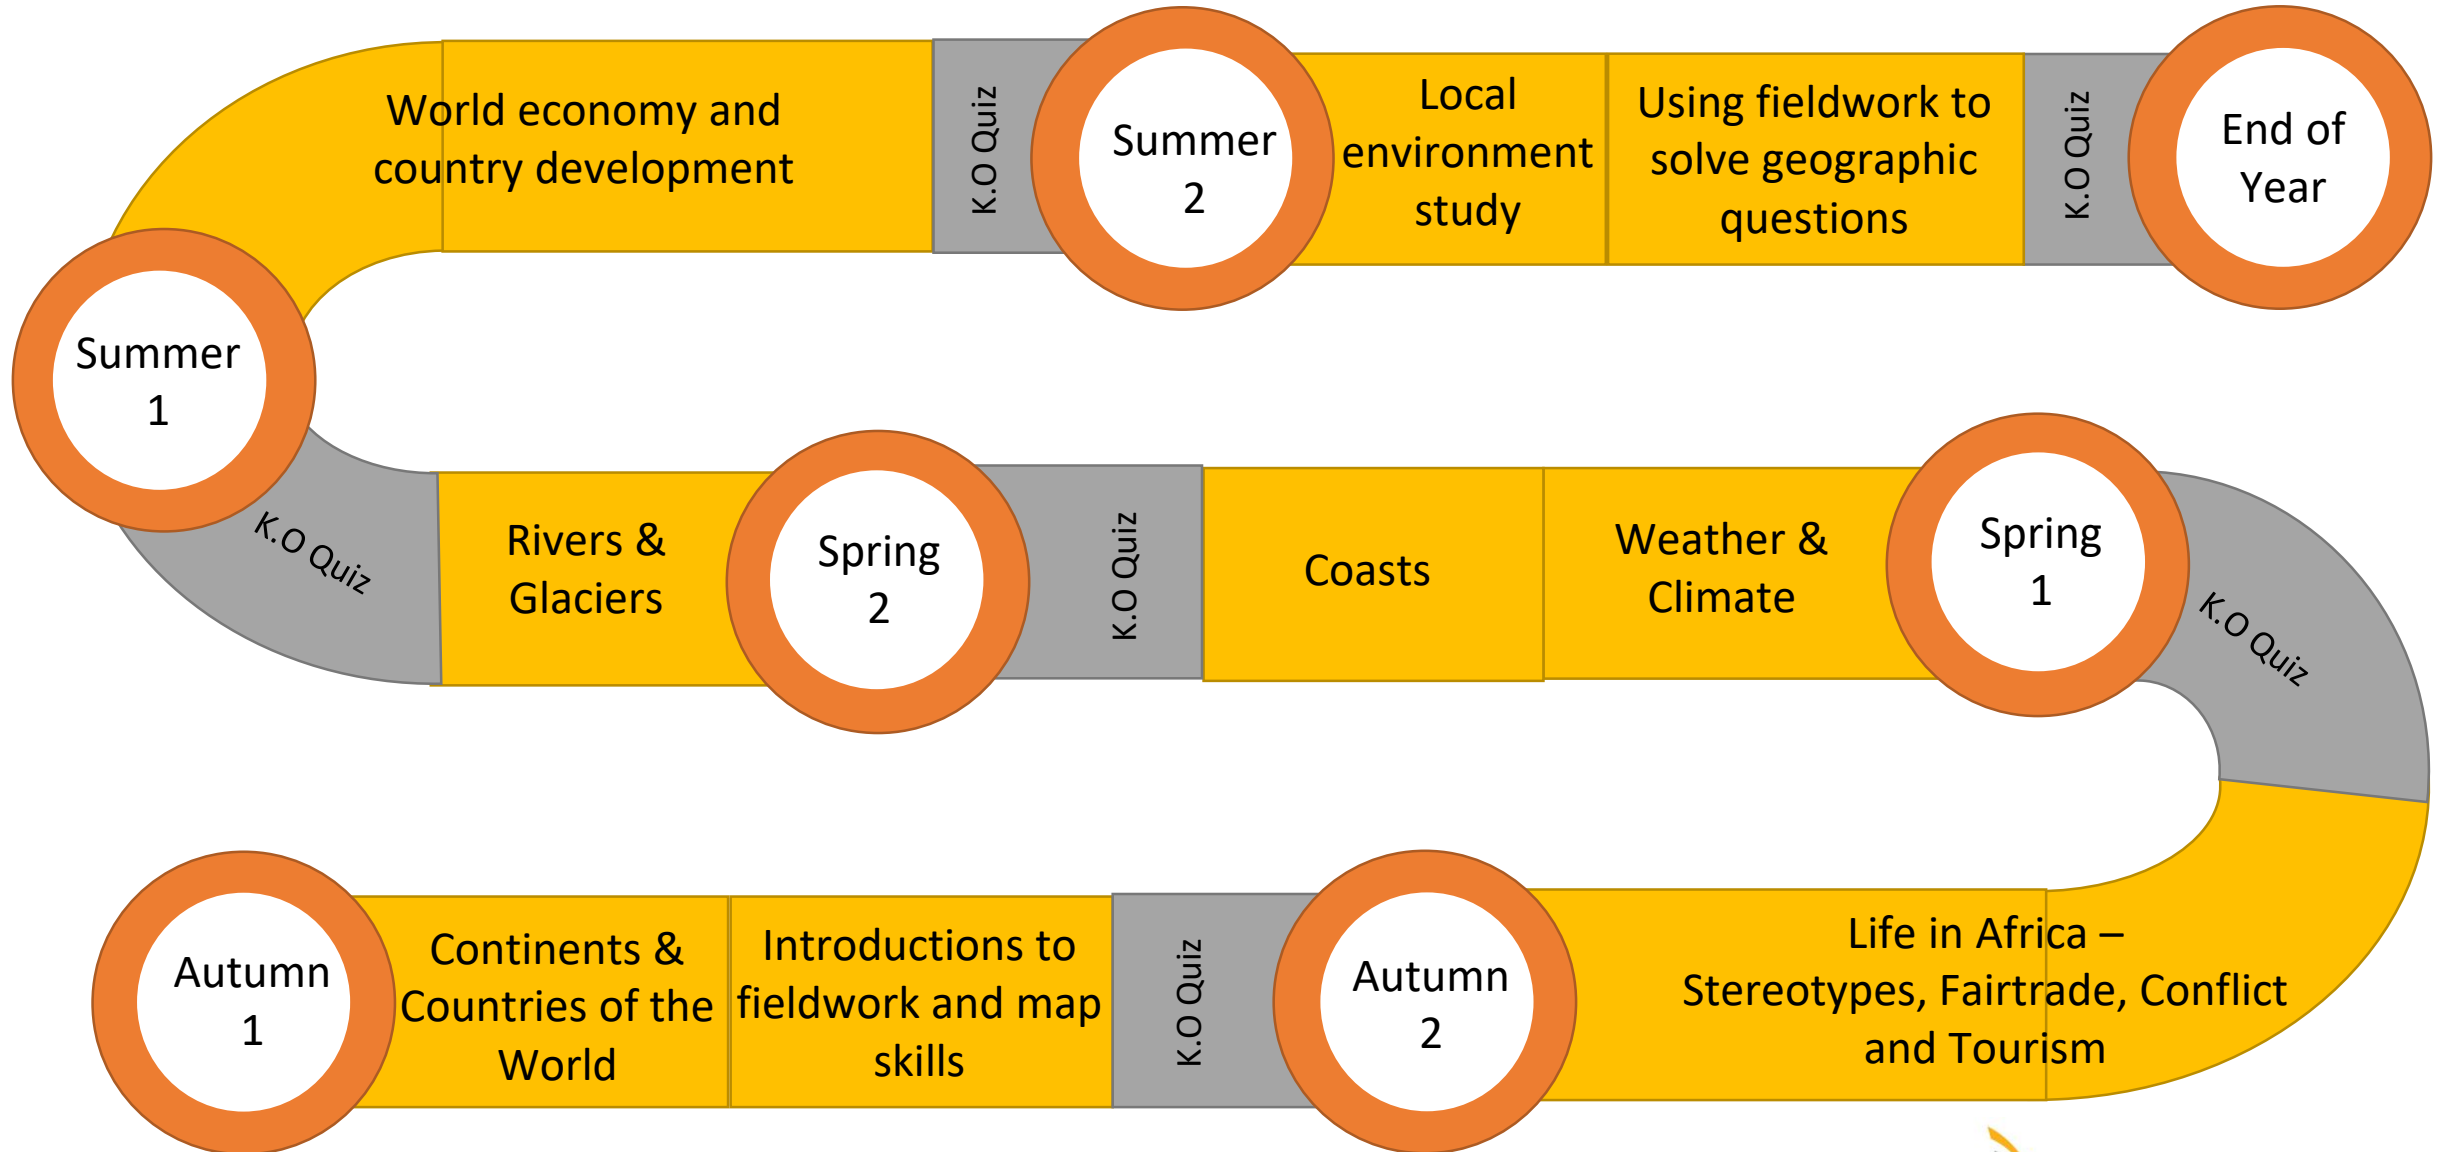 World economy and
country development
K.O Quiz
Summer
2
Local
environment
study
Using fieldwork to
solve geographic
questions
K.O Quiz
End of
Year
Summer
1
K.O Quiz
Rivers &
Glaciers
Spring
2
K.O Quiz
Coasts
Weather &
Climate
Spring
1
K.O Quiz
Autumn
1
Continents &
Countries of the
World
Introductions to
fieldwork and map
skills
K.O Quiz
Autumn
2
Life in Africa –
Stereotypes, Fairtrade, Conflict
and Tourism